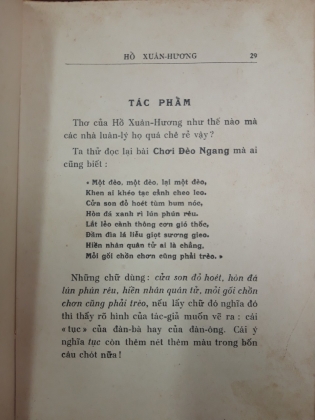 HỒ XUÂN-HƯƠNG 29
TÁC PHẨM
Thơ của Hồ Xuân-Hương như thế nào mà
các nhà luân-lý họ quá chê rẻ vậy?
Ta thử đọc lại bài Chơi Đèo Ngang mà ai
cũng biết :
« Một đèo, một đèo, lại một đèo,
Khen ai khéo tạc cảnh cheo leo.
Cửa son đỏ hoét tùm hum nóc,
Hòn đá xanh rì lún phún rêu.
Lắt lẻo cành thông cơn gió thốc,
Đầm đìa lá liễu giọt sương gieo.
Hiền nhân quân tử ai là chẳng,
Mỏi gối chồn chơn cũng phải trèo. »
Những chữ dùng : cửa son đỏ hoét, hòn đá
lún phún rêu, hiền nhân quân tử, mỏi gối chồn
chơn cũng phải trèo, nếu lấy chữ đó nghĩa đó
thì thấy rõ hình của tác-giả muốn vẽ ra : cái
« tục » của đàn-bà hay của đàn-ông. Cái ý
nghĩa tục còn thêm nét thêm màu trong bốn
câu chót nữa !